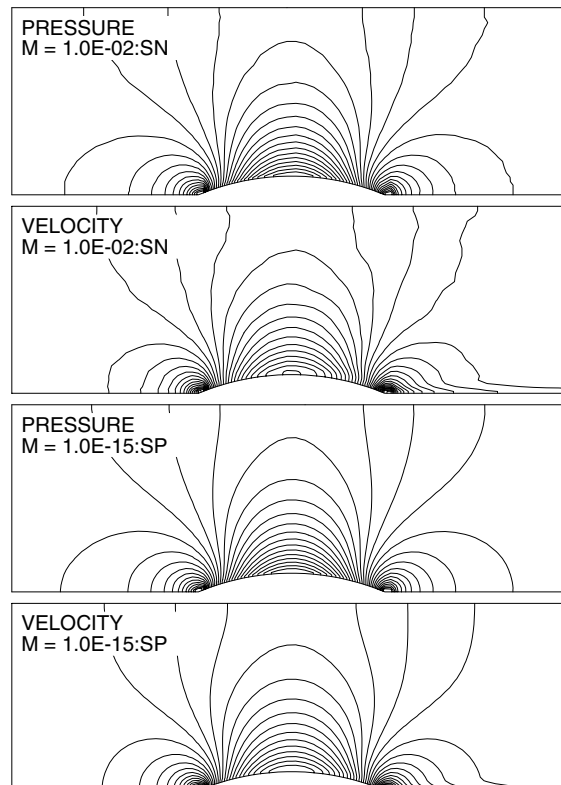 PRESSURE
M = 1.0E-02:SN
VELOCITY
M = 1.0E-02:SN
PRESSURE
M = 1.0E-15:SP
VELOCITY
M = 1.0E-15:SP